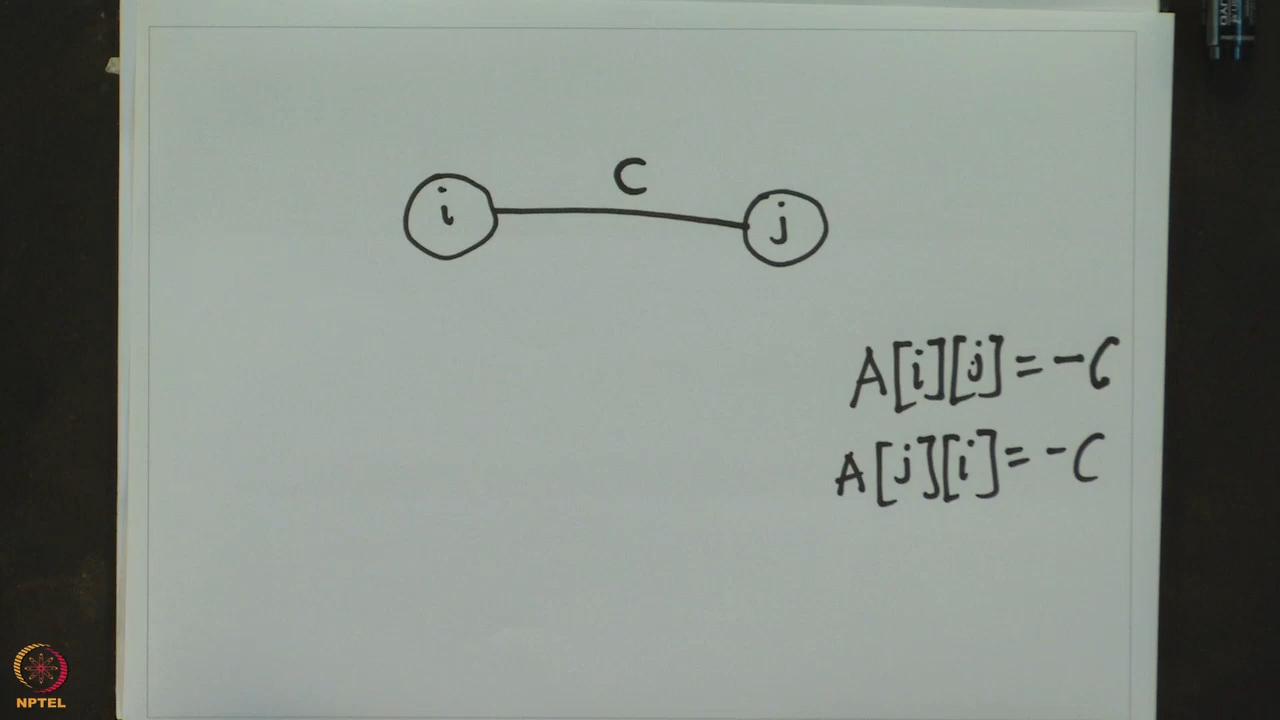 C
i j
A[i][j] = -C
A[j][i] = -C
NPTEL